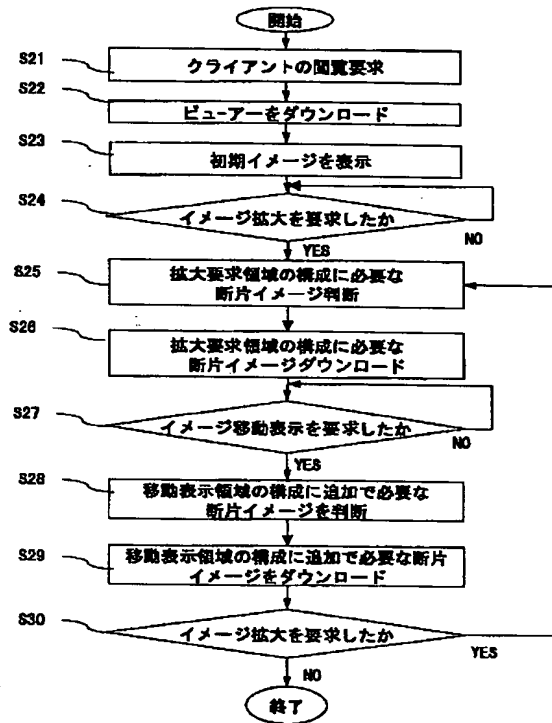 開始
S21
クライアントの閲覧要求
S22
ビューアーをダウンロード
S23
初期イメージを表示
S24
イメージ拡大を要求したか
NO
YES
S25
拡大要求領域の構成に必要な
断片イメージ判断
S26
拡大要求領域の構成に必要な
断片イメージダウンロード
S27
イメージ移動表示を要求したか
NO
YES
S28
移動表示領域の構成に追加で必要な
断片イメージを判断
S29
移動表示領域の構成に追加で必要な断片
イメージをダウンロード
S30
イメージ拡大を要求したか
YES
NO
終了